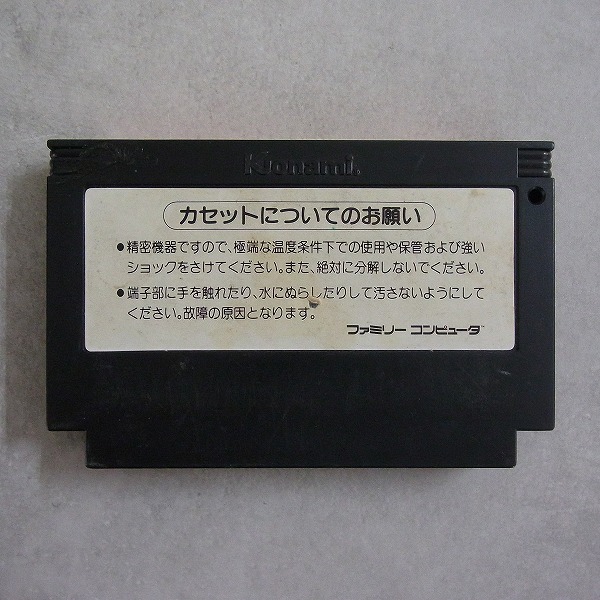 Konami.
カセットについてのお願い
●精密機器ですので、極端な温度条件下での使用や保管および強い
ショックをさけてください。また、絶対に分解しないでください。
●端子部に手を触れたり、水にぬらしたりして汚さないようにして
ください。故障の原因となります。
ファミリー コンピュータ™